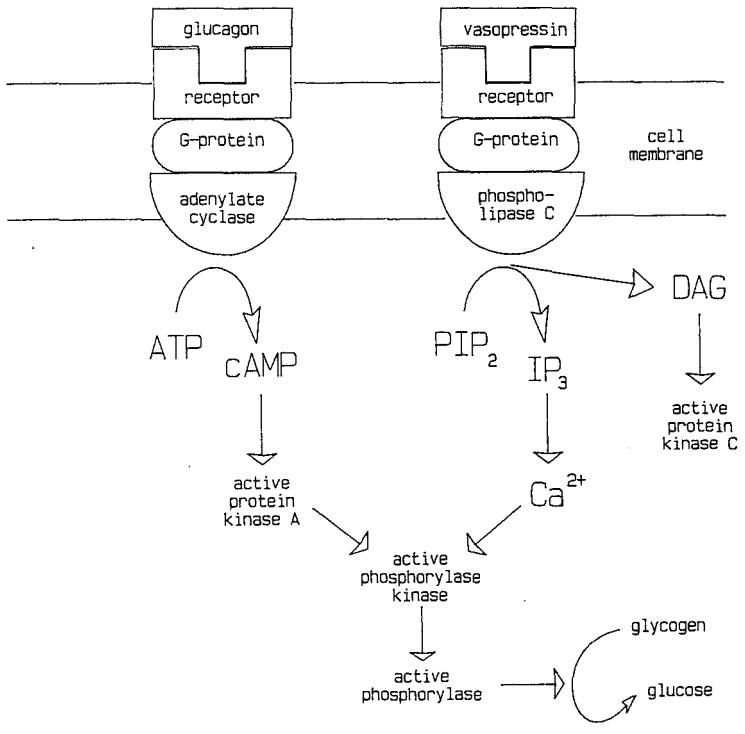 glucagon
vasopressin
receptor
receptor
G-protein
G-protein
cell
membrane
adenylate
cyclase
phospho-
lipase C
ATP
cAMP
PIP2
IP3
DAG
active
protein
kinase C
active
protein
kinase A
Ca2+
active
phosphorylase
kinase
glycogen
active
phosphorylase
glucose